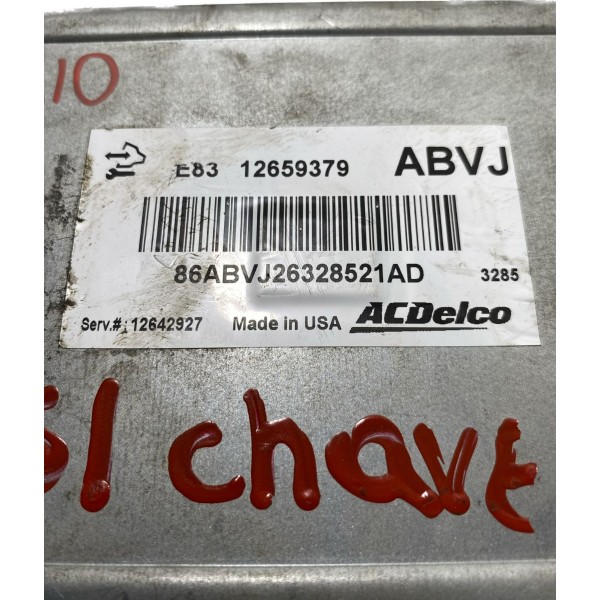 10
E83 12659379 ABVJ
86ABVJ26328521AD 3285
Serv.#: 12642927 Made in USA ACDelco
chave